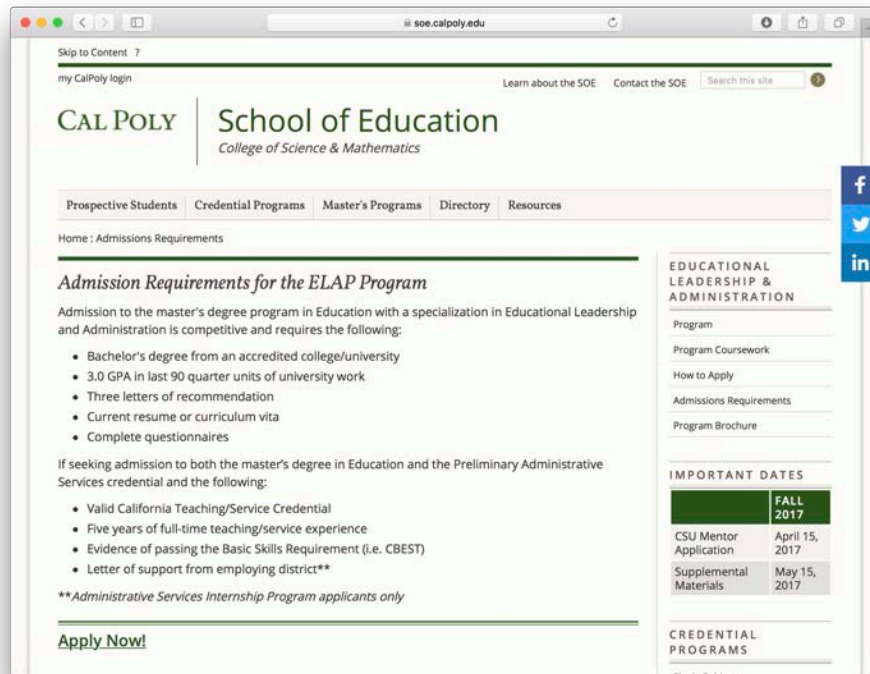 soe.calpoly.edu
Skip to Content ?
my CalPoly login
Learn about the SOE
Contact the SOE
Search this site
CAL POLY
School of Education
College of Science & Mathematics
Prospective Students
Credential Programs
Master's Programs
Directory
Resources
Home : Admissions Requirements
Admission Requirements for the ELAP Program
Admission to the master's degree program in Education with a specialization in Educational Leadership
and Administration is competitive and requires the following:
• Bachelor's degree from an accredited college/university
• 3.0 GPA in last 90 quarter units of university work
• Three letters of recommendation
• Current resume or curriculum vita
• Complete questionnaires
If seeking admission to both the master's degree in Education and the Preliminary Administrative
Services credential and the following:
• Valid California Teaching/Service Credential
• Five years of full-time teaching/service experience
• Evidence of passing the Basic Skills Requirement (i.e. CBEST)
• Letter of support from employing district**
**Administrative Services Internship Program applicants only
Apply Now!
EDUCATIONAL
LEADERSHIP &
ADMINISTRATION
Program
Program Coursework
How to Apply
Admissions Requirements
Program Brochure
IMPORTANT DATES
FALL
2017
CSU Mentor
Application
April 15,
2017
Supplemental
Materials
May 15,
2017
CREDENTIAL
PROGRAMS
f
in